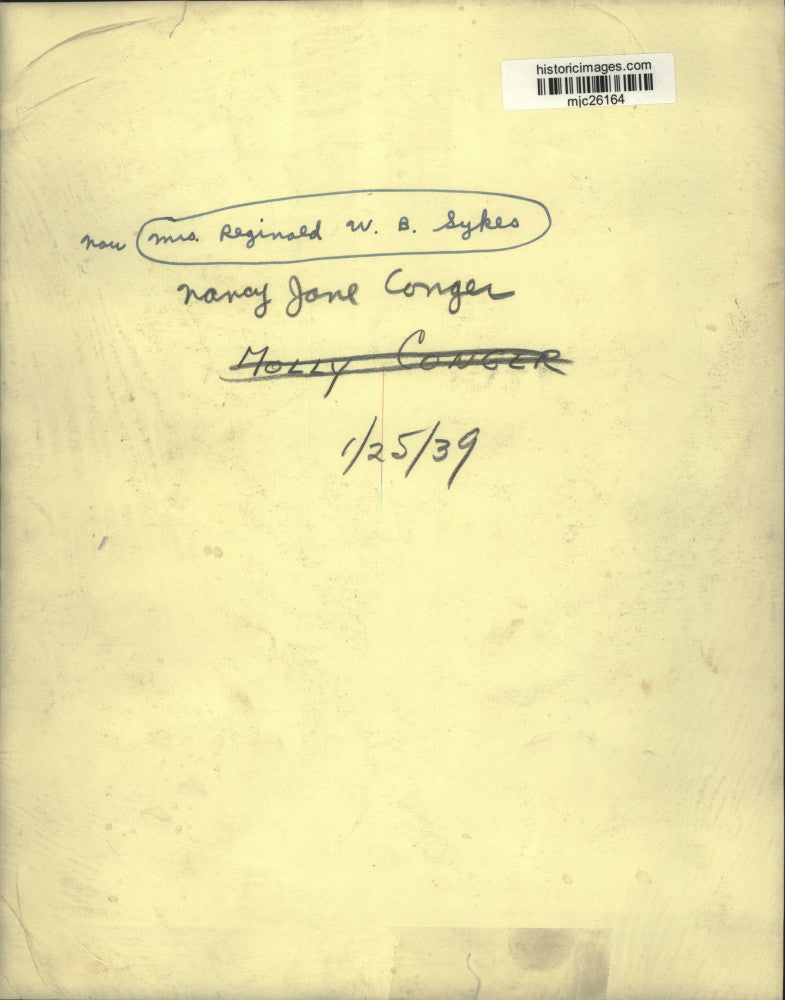 historicimages.com
mjc26164
now Mrs. Reginald W. B. Sykes
Nancy Jane Conger
MOLLY CONGER
1/25/39